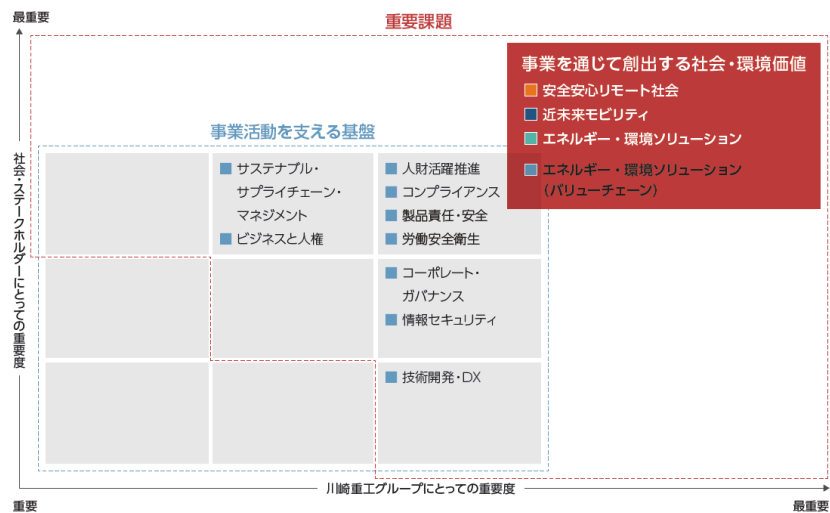 最重要
重要課題
事業を通じて創出する社会・環境価値
安全安心リモート社会
近未来モビリティ
エネルギー・環境ソリューション
エネルギー・環境ソリューション
（バリューチェーン）
事業活動を支える基盤
サステナブル・
サプライチェーン・
マネジメント
ビジネスと人権
人財活躍推進
コンプライアンス
製品責任・安全
労働安全衛生
コーポレート・
ガバナンス
情報セキュリティ
技術開発・DX
社会・ステークホルダーにとっての重要度
川崎重工グループにとっての重要度
重要
最重要